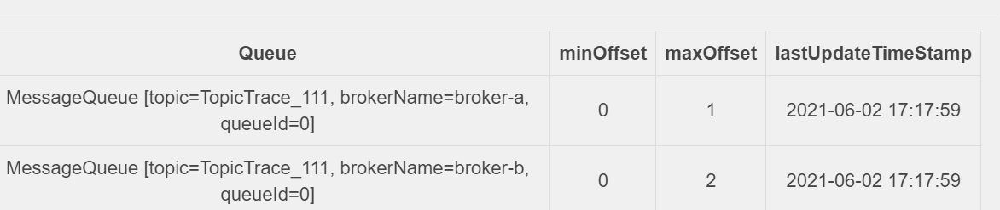 Queue minOffset maxOffset lastUpdateTimeStamp
MessageQueue [topic=TopicTrace_111, brokerName=broker-a,
queueId=0]
0 1 2021-06-02 17:17:59
MessageQueue [topic=TopicTrace_111, brokerName=broker-b,
queueId=0]
0 2 2021-06-02 17:17:59